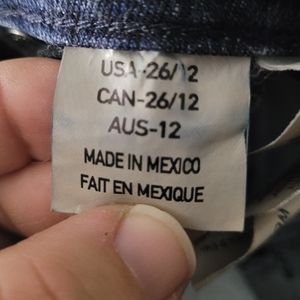 USA-26/12
CAN-26/12
AUS-12
MADE IN MEXICO
FAIT EN MEXIQUE